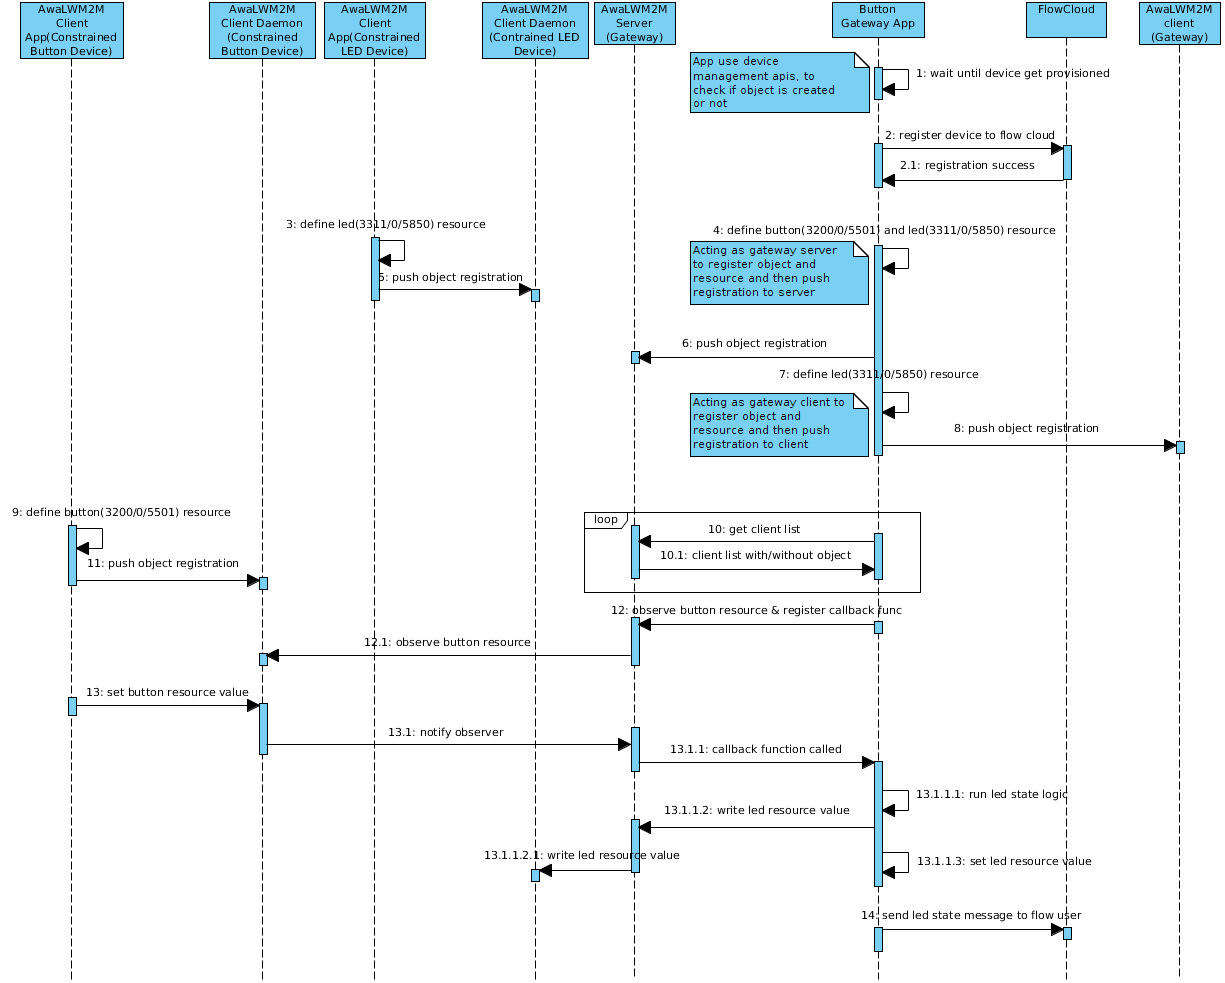 AwaLWM2M
Client
App(Constrained
Button Device)
AwaLWM2M
Client Daemon
(Constrained
Button Device)
AwaLWM2M
Client
App(Constrained
LED Device)
AwaLWM2M
Client Daemon
(Contrained LED
Device)
AwaLWM2M
Server
(Gateway)
Button
Gateway App
FlowCloud
AwaLWM2M
client
(Gateway)
App use device
management apis, to
check if object is created
or not
1: wait until device get provisioned
2: register device to flow cloud
2.1: registration success
3: define led(3311/0/5850) resource
4: define button(3200/0/5501) and led(3311/0/5850) resource
Acting as gateway server
to register object and
resource and then push
registration to server
5: push object registration
6: push object registration
7: define led(3311/0/5850) resource
Acting as gateway client to
register object and
resource and then push
registration to client
8: push object registration
9: define button(3200/0/5501) resource
loop
10: get client list
10.1: client list with/without object
11: push object registration
12: observe button resource & register callback func
12.1: observe button resource
13: set button resource value
13.1: notify observer
13.1.1: callback function called
13.1.1.1: run led state logic
13.1.1.2: write led resource value
13.1.1.2.1: write led resource value
13.1.1.3: set led resource value
14: send led state message to flow user